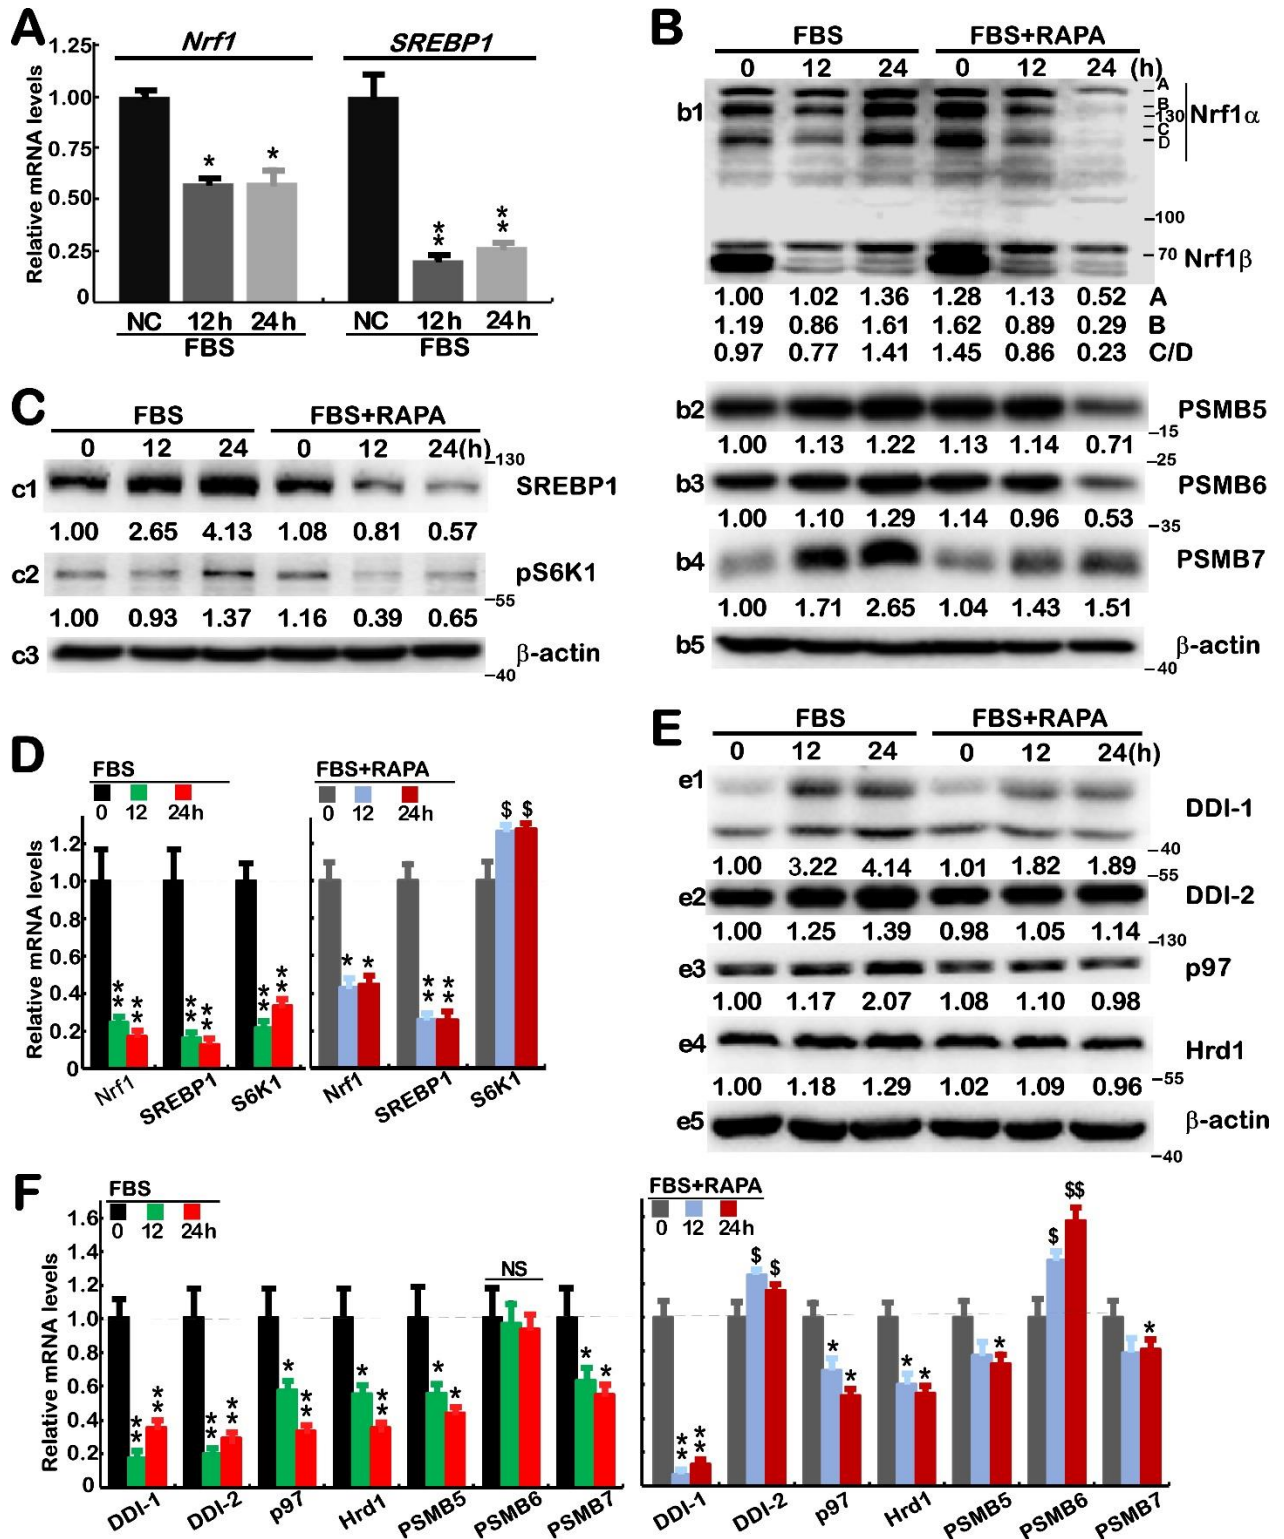 A
Nrf1 SREBP1
Relative mRNA levels
1.25
1.00
0.75
0.50
0.25
0
* * ** **
NC 12h 24h NC 12h 24h
FBS FBS
B
FBS FBS+RAPA
0 12 24 0 12 24 (h)
b1
A
B
130
C
D
Nrf1α
100
70
Nrf1β
1.00 1.02 1.36 1.28 1.13 0.52 A
1.19 0.86 1.61 1.62 0.89 0.29 B
0.97 0.77 1.41 1.45 0.86 0.23 C/D
b2 PSMB5
15
1.00 1.13 1.22 1.13 1.14 0.71
25
b3 PSMB6
1.00 1.10 1.29 1.14 0.96 0.53
35
b4 PSMB7
1.00 1.71 2.65 1.04 1.43 1.51
b5 β-actin
40
C
FBS FBS+RAPA
0 12 24 0 12 24(h)
130
c1 SREBP1
1.00 2.65 4.13 1.08 0.81 0.57
c2 pS6K1
55
1.00 0.93 1.37 1.16 0.39 0.65
c3 β-actin
40
D
FBS FBS+RAPA
0 12 24h 0 12 24h
Relative mRNA levels
1.2
1.0
0.8
0.6
0.4
0.2
0
** ** ** ** ** ** * * ** ** $ $
Nrf1 SREBP1 S6K1 Nrf1 SREBP1 S6K1
E
FBS FBS+RAPA
0 12 24 0 12 24(h)
e1 DDI-1
40
1.00 3.22 4.14 1.01 1.82 1.89
55
e2 DDI-2
1.00 1.25 1.39 0.98 1.05 1.14
130
e3 p97
1.00 1.17 2.07 1.08 1.10 0.98
e4 Hrd1
1.00 1.18 1.29 1.02 1.09 0.96
55
e5 β-actin
40
F
FBS FBS+RAPA
0 12 24h 0 12 24h
Relative mRNA levels
1.6
1.4
1.2
1.0
0.8
0.6
0.4
0.2
0
** ** ** ** * ** * ** * * NS * *
** ** $ $ * * * * * $ $$ *
DDI-1 DDI-2 p97 Hrd1 PSMB5 PSMB6 PSMB7
DDI-1 DDI-2 p97 Hrd1 PSMB5 PSMB6 PSMB7